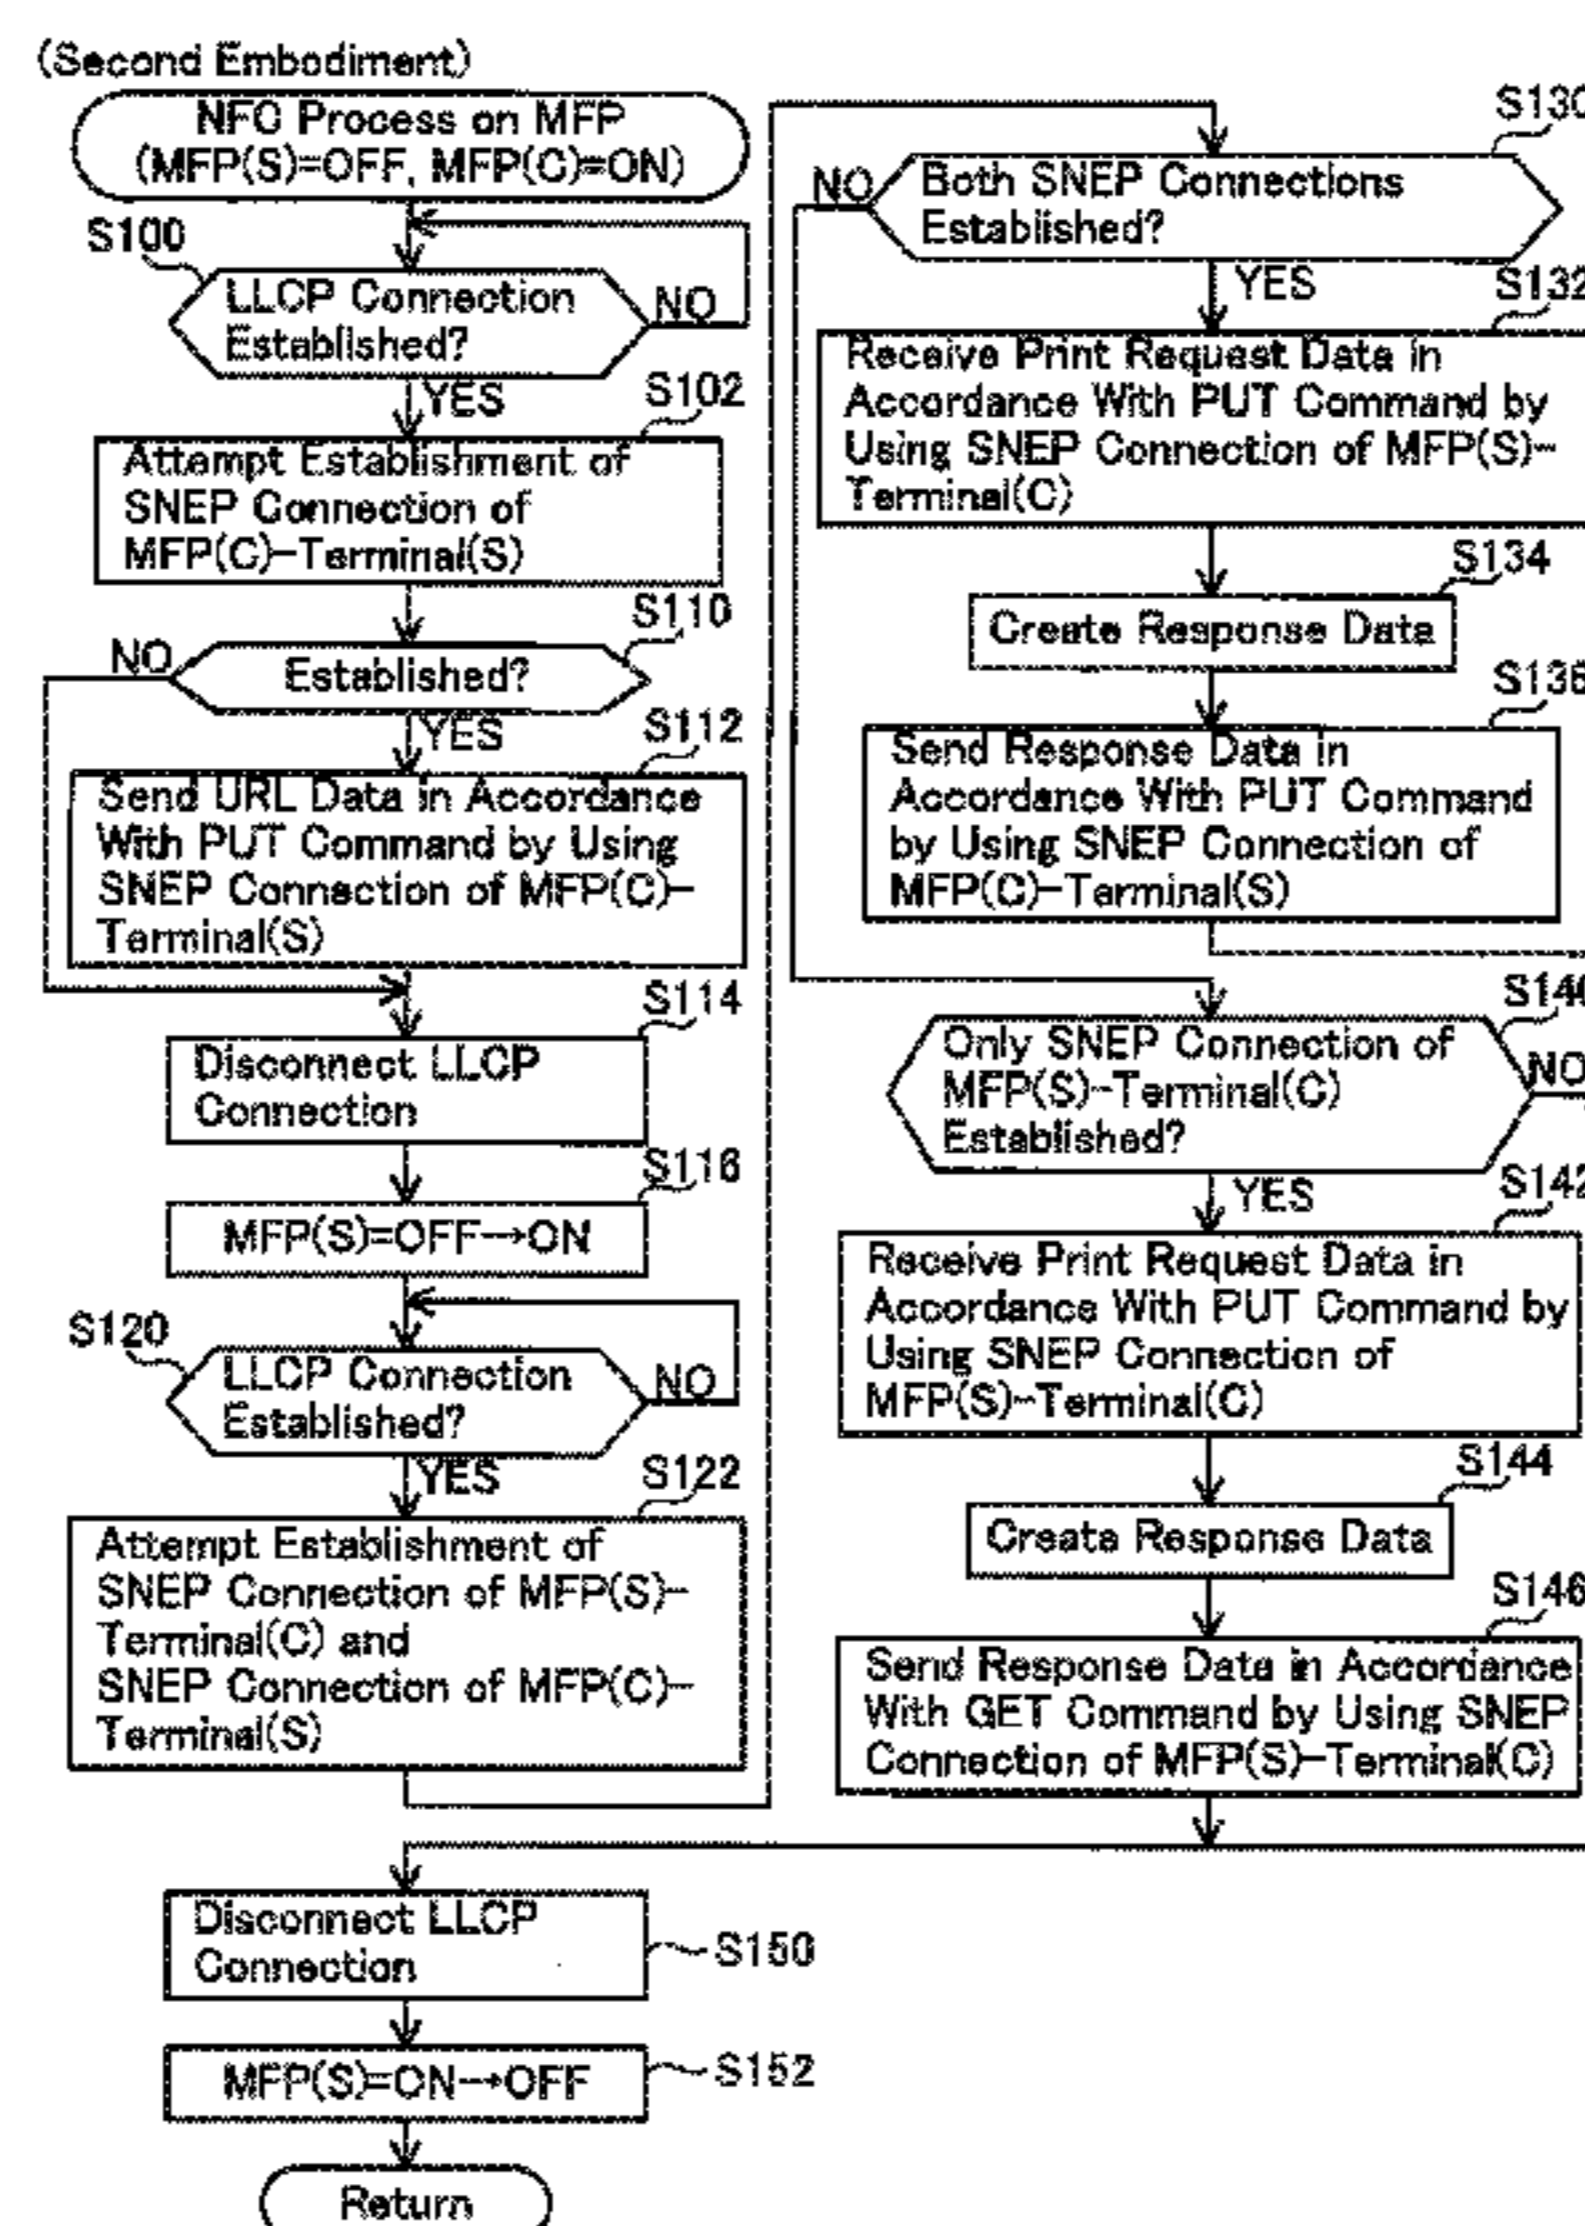 (Second Embodiment)
NFC Process on MFP
(MFP(S)=OFF, MFP(C)=ON)
S100
LLCP Connection
Established?
NO
YES
S102
Attempt Establishment of
SNEP Connection of
MFP(C)-Terminal(S)
S110
NO
Established?
YES
S112
Send URL Data in Accordance
With PUT Command by Using
SNEP Connection of MFP(C)-
Terminal(S)
S114
Disconnect LLCP
Connection
S116
MFP(S)=OFF→ON
S120
LLCP Connection
Established?
NO
YES
S122
Attempt Establishment of
SNEP Connection of MFP(S)-
Terminal(C) and
SNEP Connection of MFP(C)-
Terminal(S)
S130
NO
Both SNEP Connections
Established?
YES
S132
Receive Print Request Data in
Accordance With PUT Command by
Using SNEP Connection of MFP(S)-
Terminal(C)
S134
Create Response Data
S136
Send Response Data in
Accordance With PUT Command
by Using SNEP Connection of
MFP(C)-Terminal(S)
S140
Only SNEP Connection of
MFP(S)-Terminal(C)
Established?
NO
YES
S142
Receive Print Request Data in
Accordance With PUT Command by
Using SNEP Connection of
MFP(S)-Terminal(C)
S144
Create Response Data
S146
Send Response Data in Accordance
With GET Command by Using SNEP
Connection of MFP(S)-Terminal(C)
Disconnect LLCP
Connection
S150
MFP(S)=ON→OFF
S152
Return